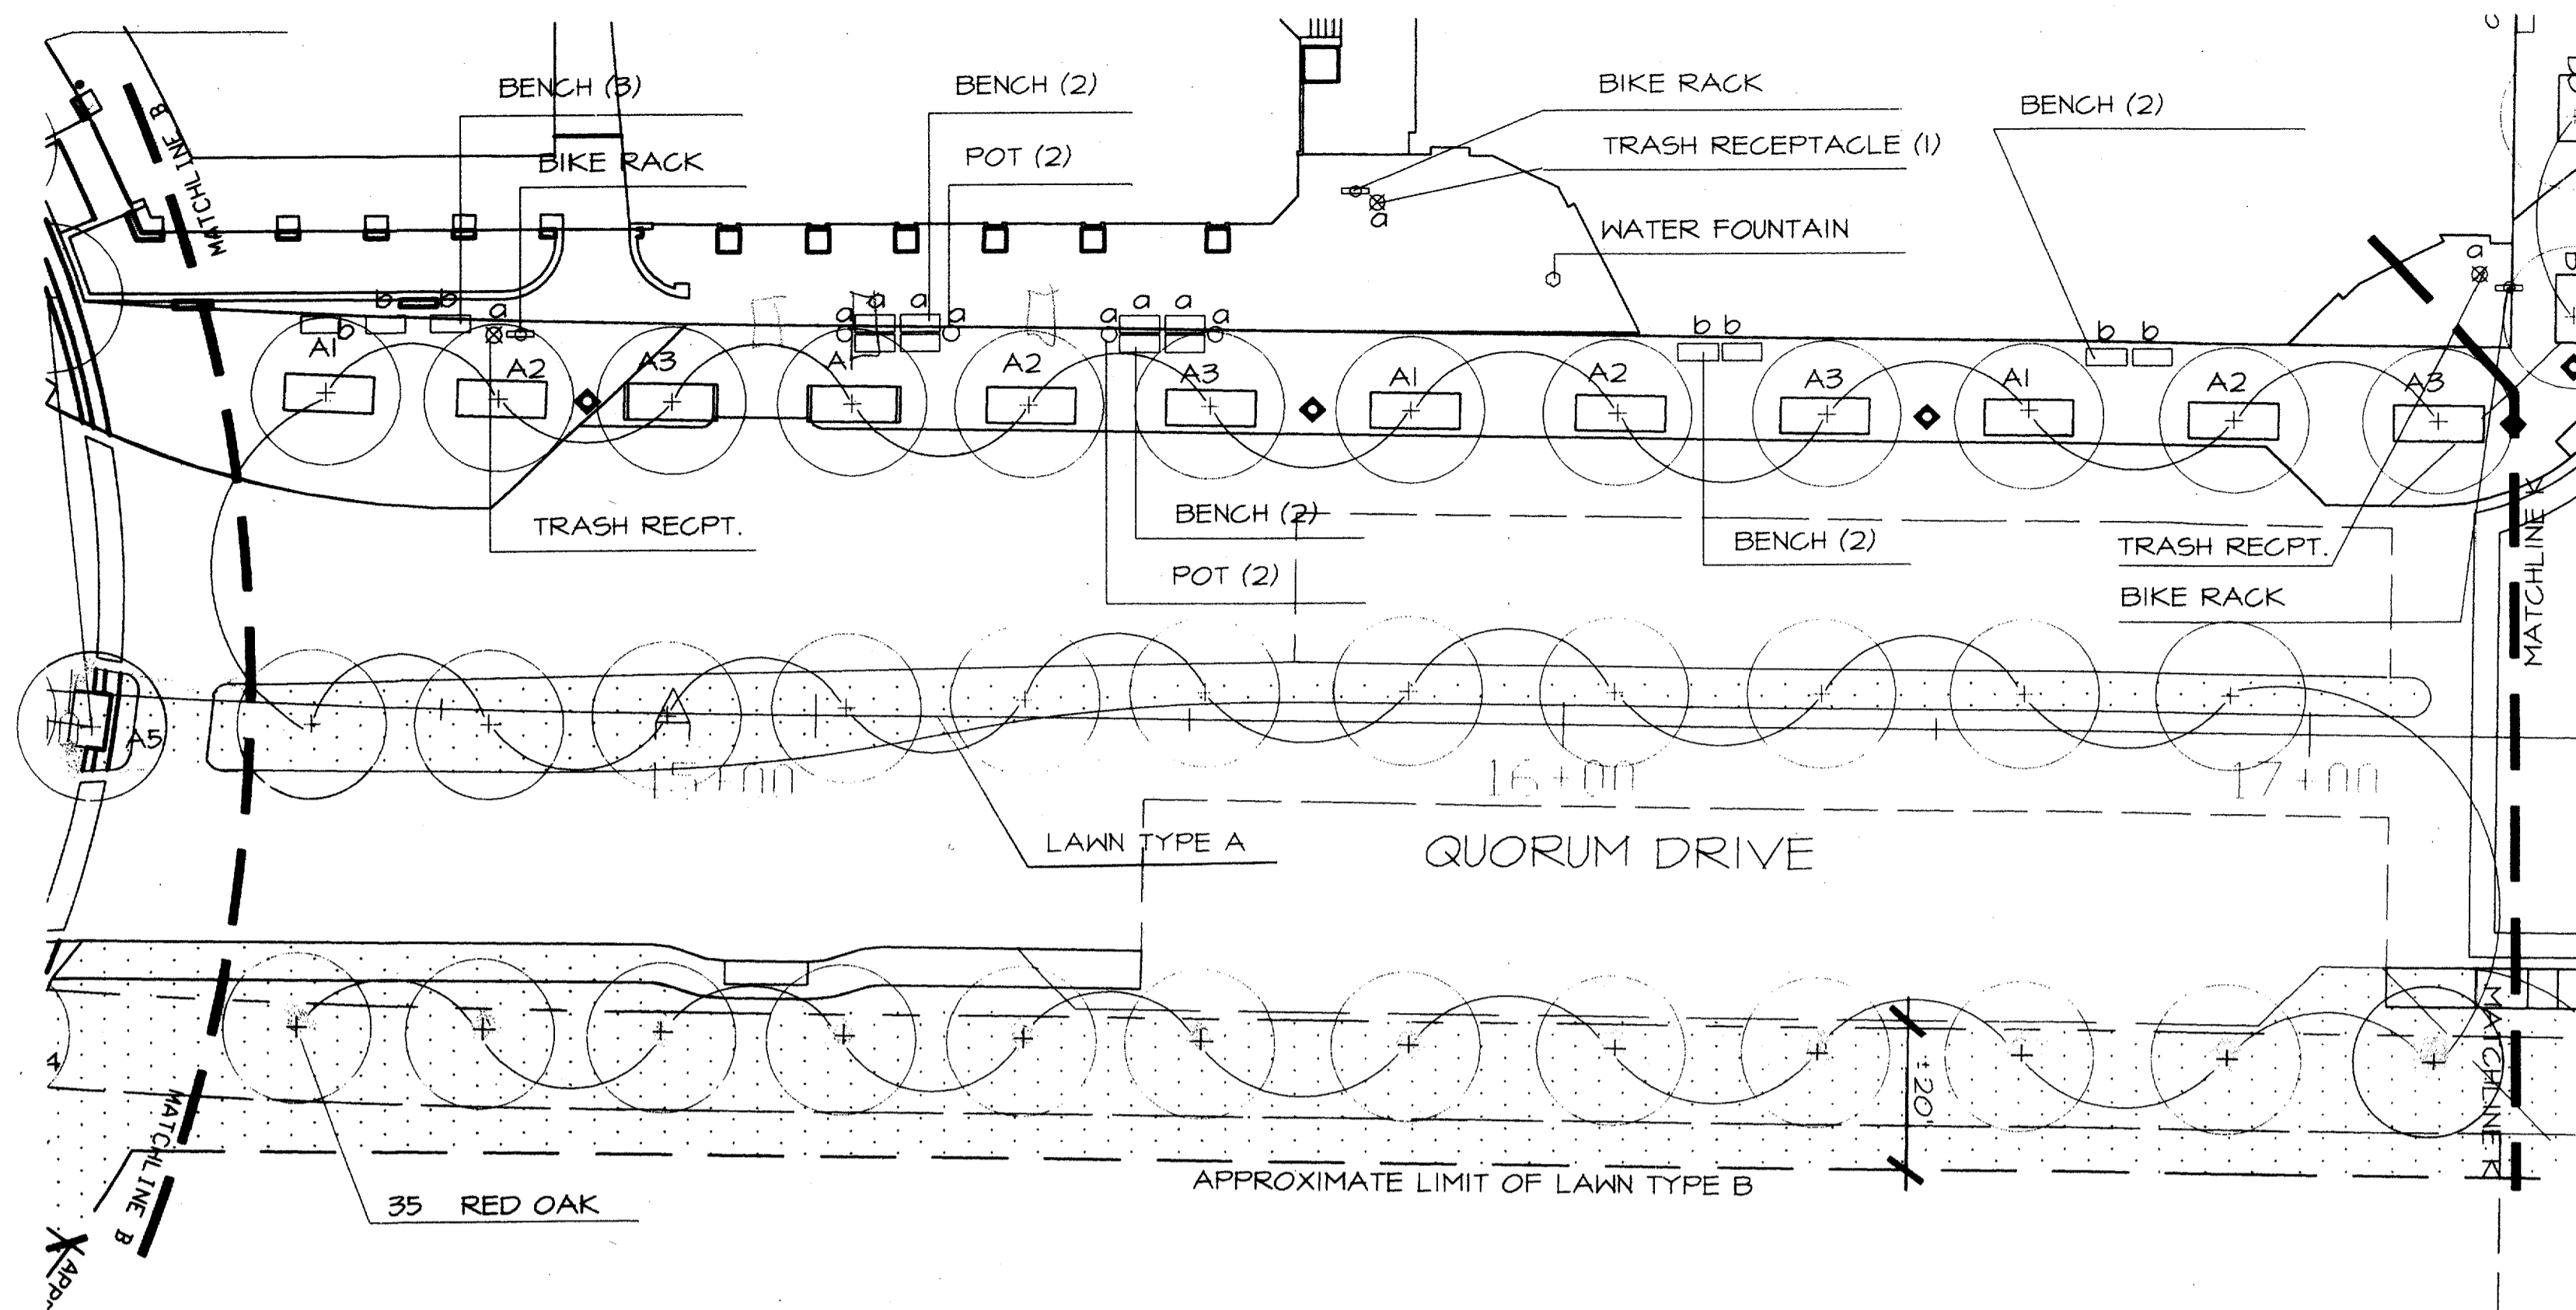 BENCH (3)
BENCH (2)
BIKE RACK
BENCH (2)
MATCHLINE B
BIKE RACK
POT (2)
TRASH RECEPTACLE (1)
a
WATER FOUNTAIN
a
b b
a
b
a a a a
a a a a
b b
b b
A1 A2 A3 A1 A2 A3 A1 A2 A3 A1 A2 A3
TRASH RECPT.
BENCH (2)
BENCH (2)
TRASH RECPT.
POT (2)
BIKE RACK
MATCHLINE K
A5
15+00
16+00
17+00
LAWN TYPE A
QUORUM DRIVE
4
±20'
MATCHLINE K
MATCHLINE B
APPROXIMATE LIMIT OF LAWN TYPE B
35 RED OAK